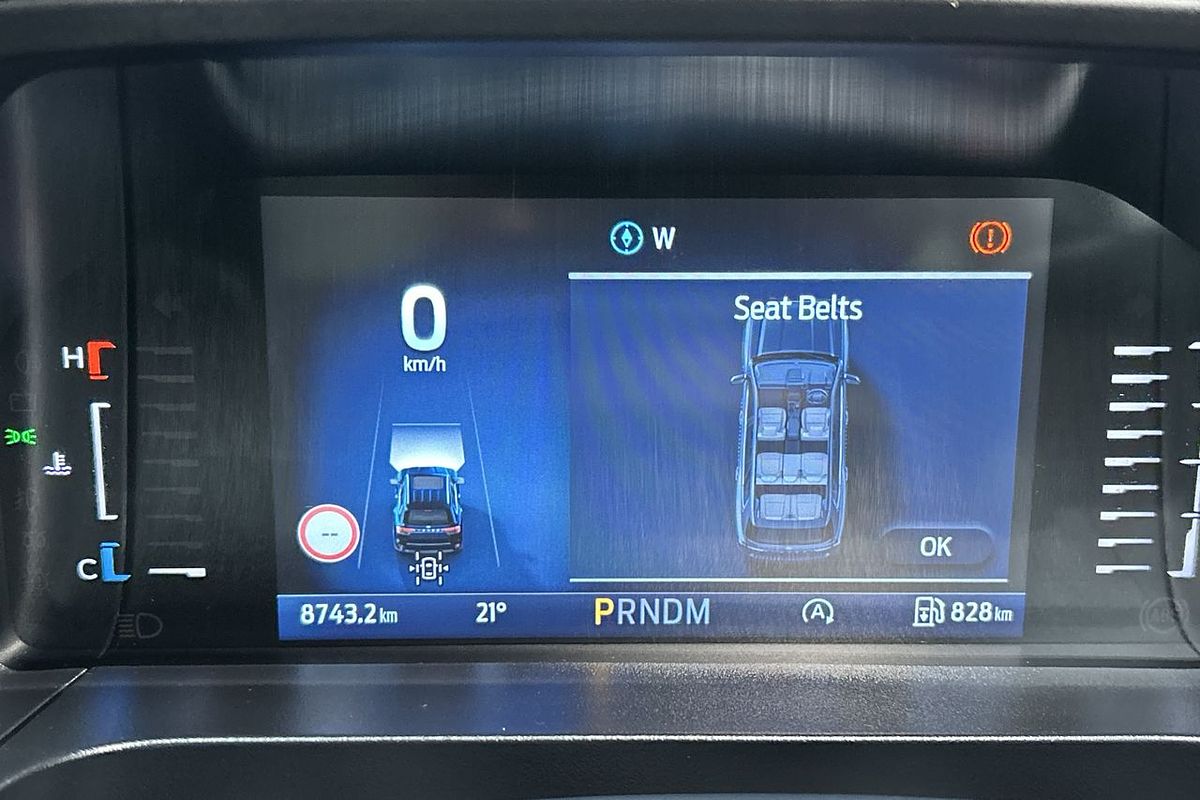 W
Seat Belts
0
km/h
H
--
OK
C
8743.2 km
21°
PRNDM
A
828 km